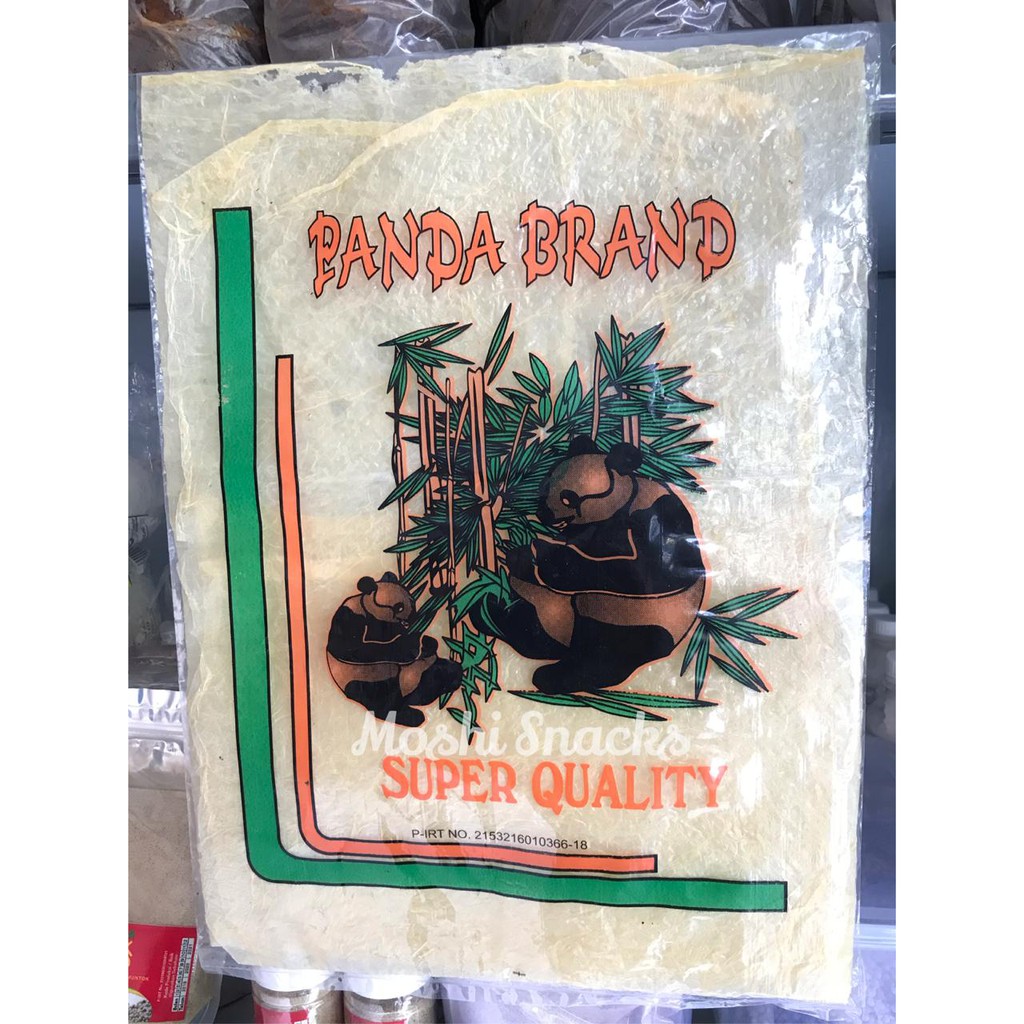 PANDA BRAND
Moshi Snacks
SUPER QUALITY
P-IRT NO. 2153216010366-18